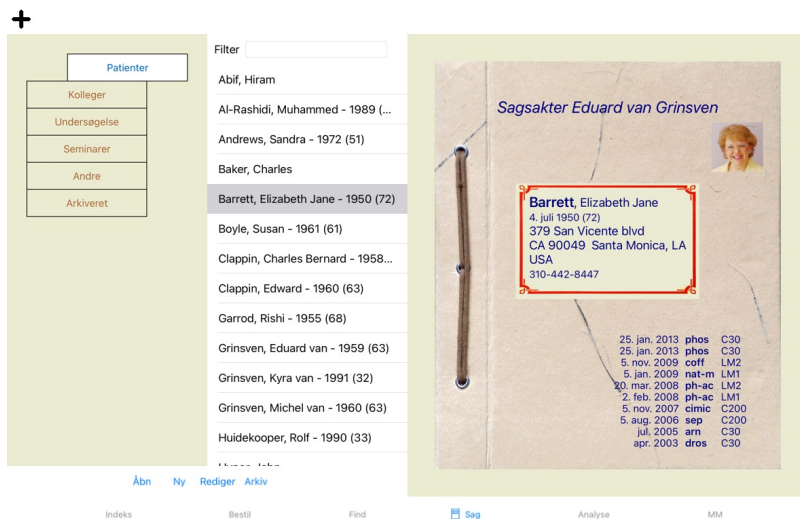 Patienter
Kolleger
Undersøgelse
Seminarer
Andre
Arkiveret
Filter
Abif, Hiram
Al-Rashidi, Muhammed - 1989 (...
Andrews, Sandra - 1972 (51)
Baker, Charles
Barrett, Elizabeth Jane - 1950 (72)
Boyle, Susan - 1961 (61)
Clappin, Charles Bernard - 1958...
Clappin, Edward - 1960 (63)
Garrod, Rishi - 1955 (68)
Grinsven, Eduard van - 1959 (63)
Grinsven, Kyra van - 1991 (32)
Grinsven, Michel van - 1960 (63)
Huidekooper, Rolf - 1990 (33)
Sagsakter Eduard van Grinsven
Barrett, Elizabeth Jane
4. juli 1950 (72)
379 San Vicente blvd
CA 90049 Santa Monica, LA
USA
310-442-8447
25. jan. 2013 phos C30
25. jan. 2013 phos C30
5. nov. 2009 coff LM2
5. jan. 2009 nat-m LM1
20. mar. 2008 ph-ac LM2
2. feb. 2008 ph-ac LM1
5. nov. 2007 cimic C200
5. aug. 2006 sep C200
jul. 2005 arn C30
apr. 2003 dros C30
Åbn Ny Rediger Arkiv
Indeks Bestil Find Sag Analyse MM